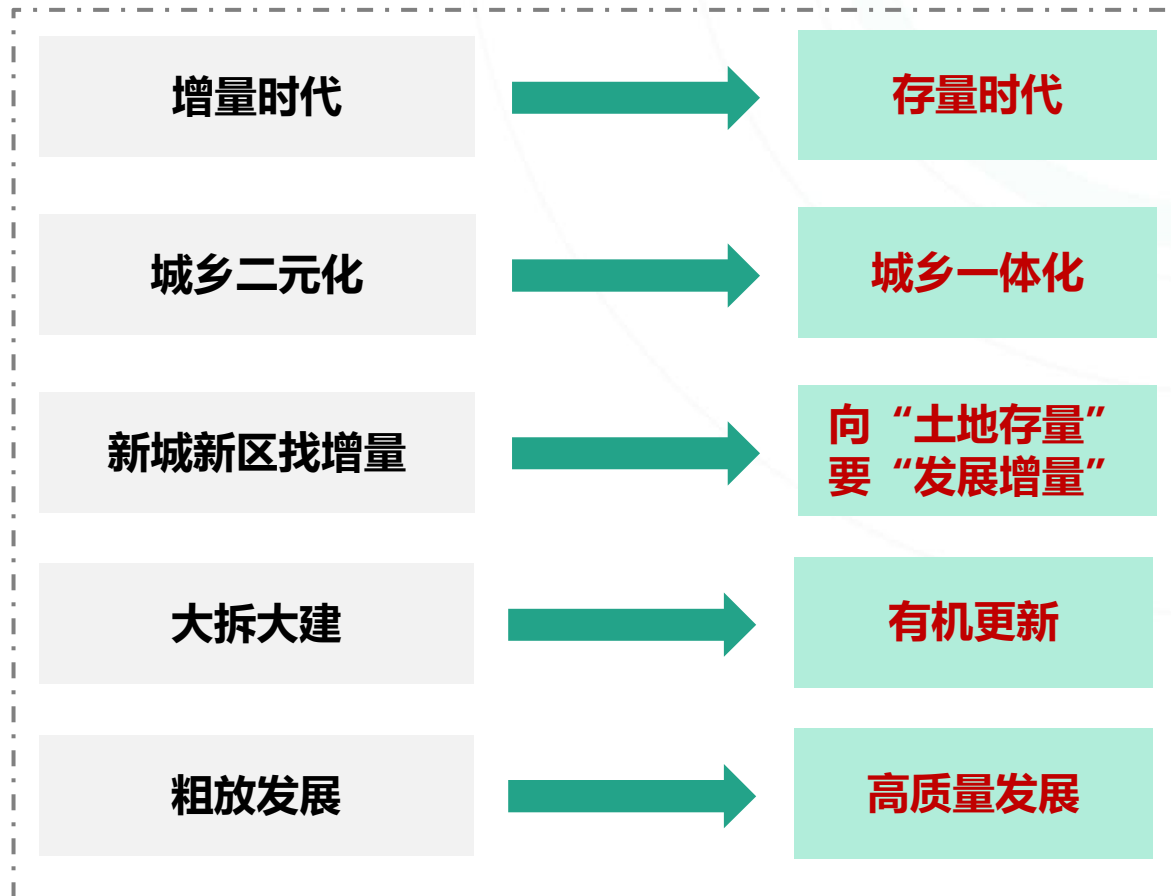 增量时代
存量时代
城乡二元化
城乡一体化
新城新区找增量
向“土地存量”
要“发展增量”
大拆大建
有机更新
粗放发展
高质量发展